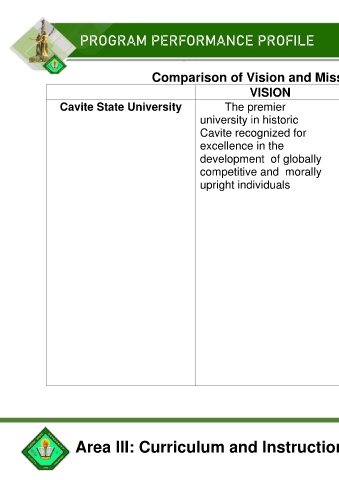 PROGRAM PERFORMANCE PROFILE
Comparison of Vision and Miss
VISION
Cavite State University
The premier
university in historic
Cavite recognized for
excellence in the
development of globally
competitive and morally
upright individuals
Area III: Curriculum and Instruction